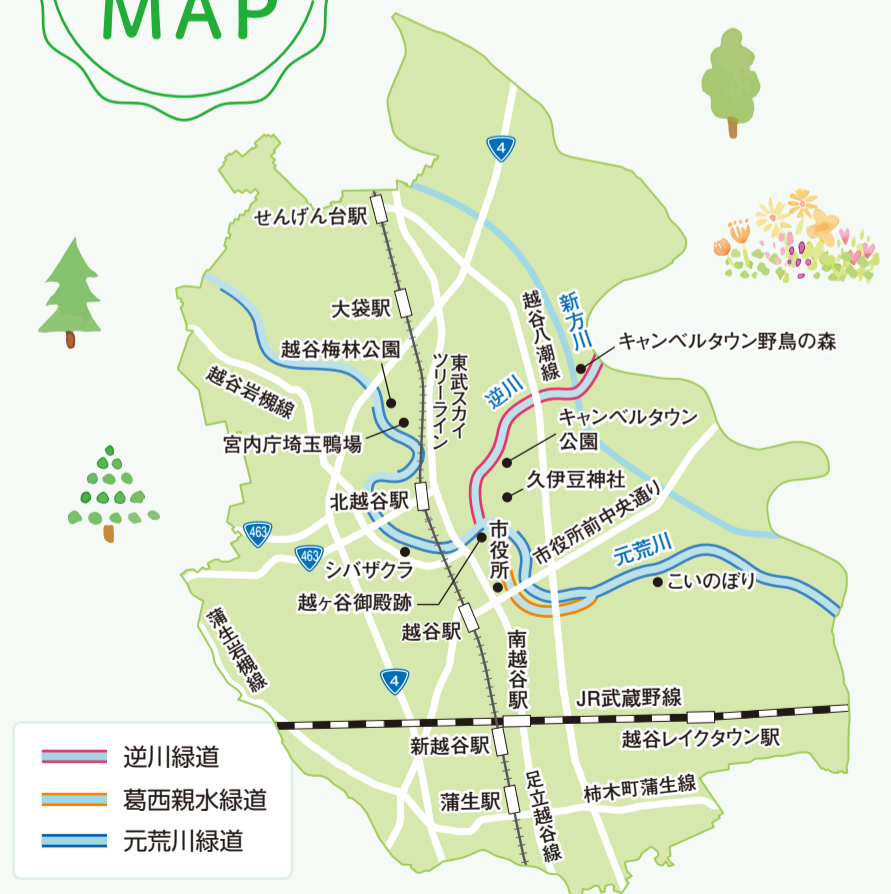 MAP
4
せんげん台駅
大袋駅
越谷八潮線
新方川
キャンベルタウン野鳥の森
越谷梅林公園
東武スカイ
ツリーライン
越谷岩槻線
逆川
キャンベルタウン
公園
宮内庁埼玉鴨場
久伊豆神社
北越谷駅
市役所前中央通り
463
463
市役所
元荒川
シバザクラ
こいのぼり
越ヶ谷御殿跡
越谷駅
蒲生岩槻線
南越谷駅
4
JR武蔵野線
新越谷駅
越谷レイクタウン駅
逆川緑道
葛西親水緑道
元荒川緑道
蒲生駅
足立越谷線
柿木町蒲生線